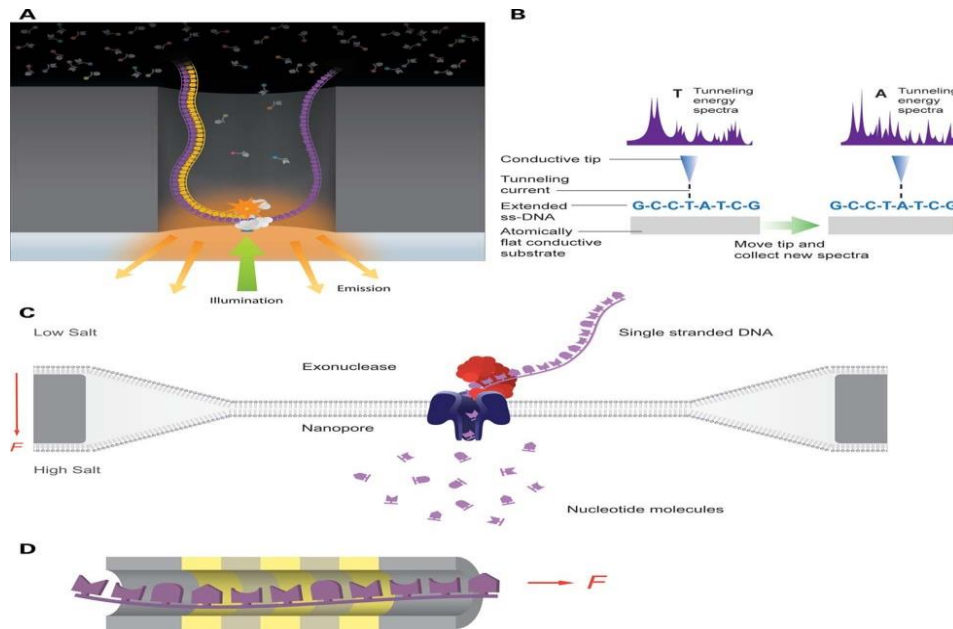 A
Illumination
Emission
B
T
Tunneling
energy
spectra
A
Tunneling
energy
spectra
Conductive tip
Tunneling
current
Extended
ss-DNA
G-C-C-T-A-T-C-G
G-C-C-T-A-T-C-G
Atomically
flat conductive
substrate
Move tip and
collect new spectra
C
Low Salt
Single stranded DNA
Exonuclease
Nanopore
F
High Salt
Nucleotide molecules
D
F